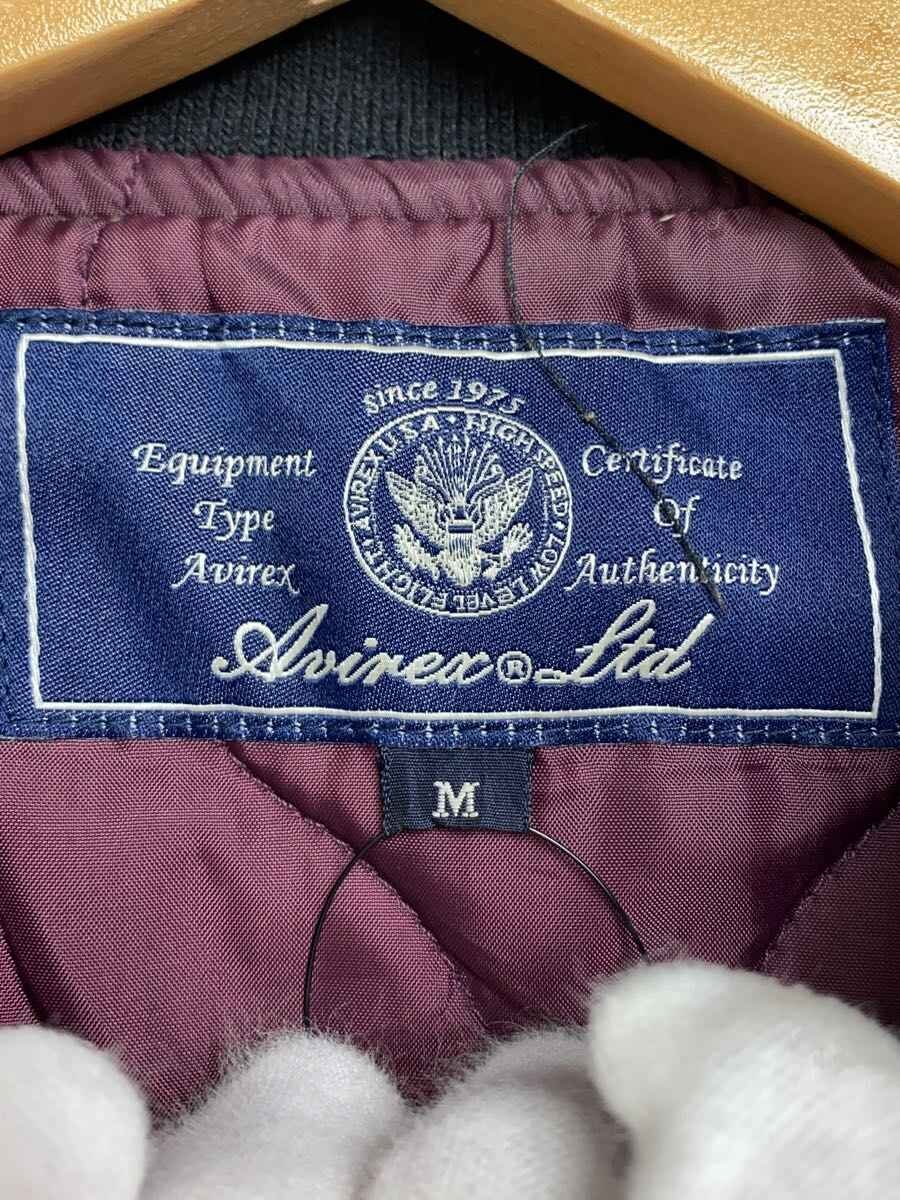 since 1975
AVIREX U.S.A • HIGH SPEED • LOW LEVEL FLIGHT
Equipment
Type
Avirex
Certificate
Of
Authenticity
Avirex® Ltd
M